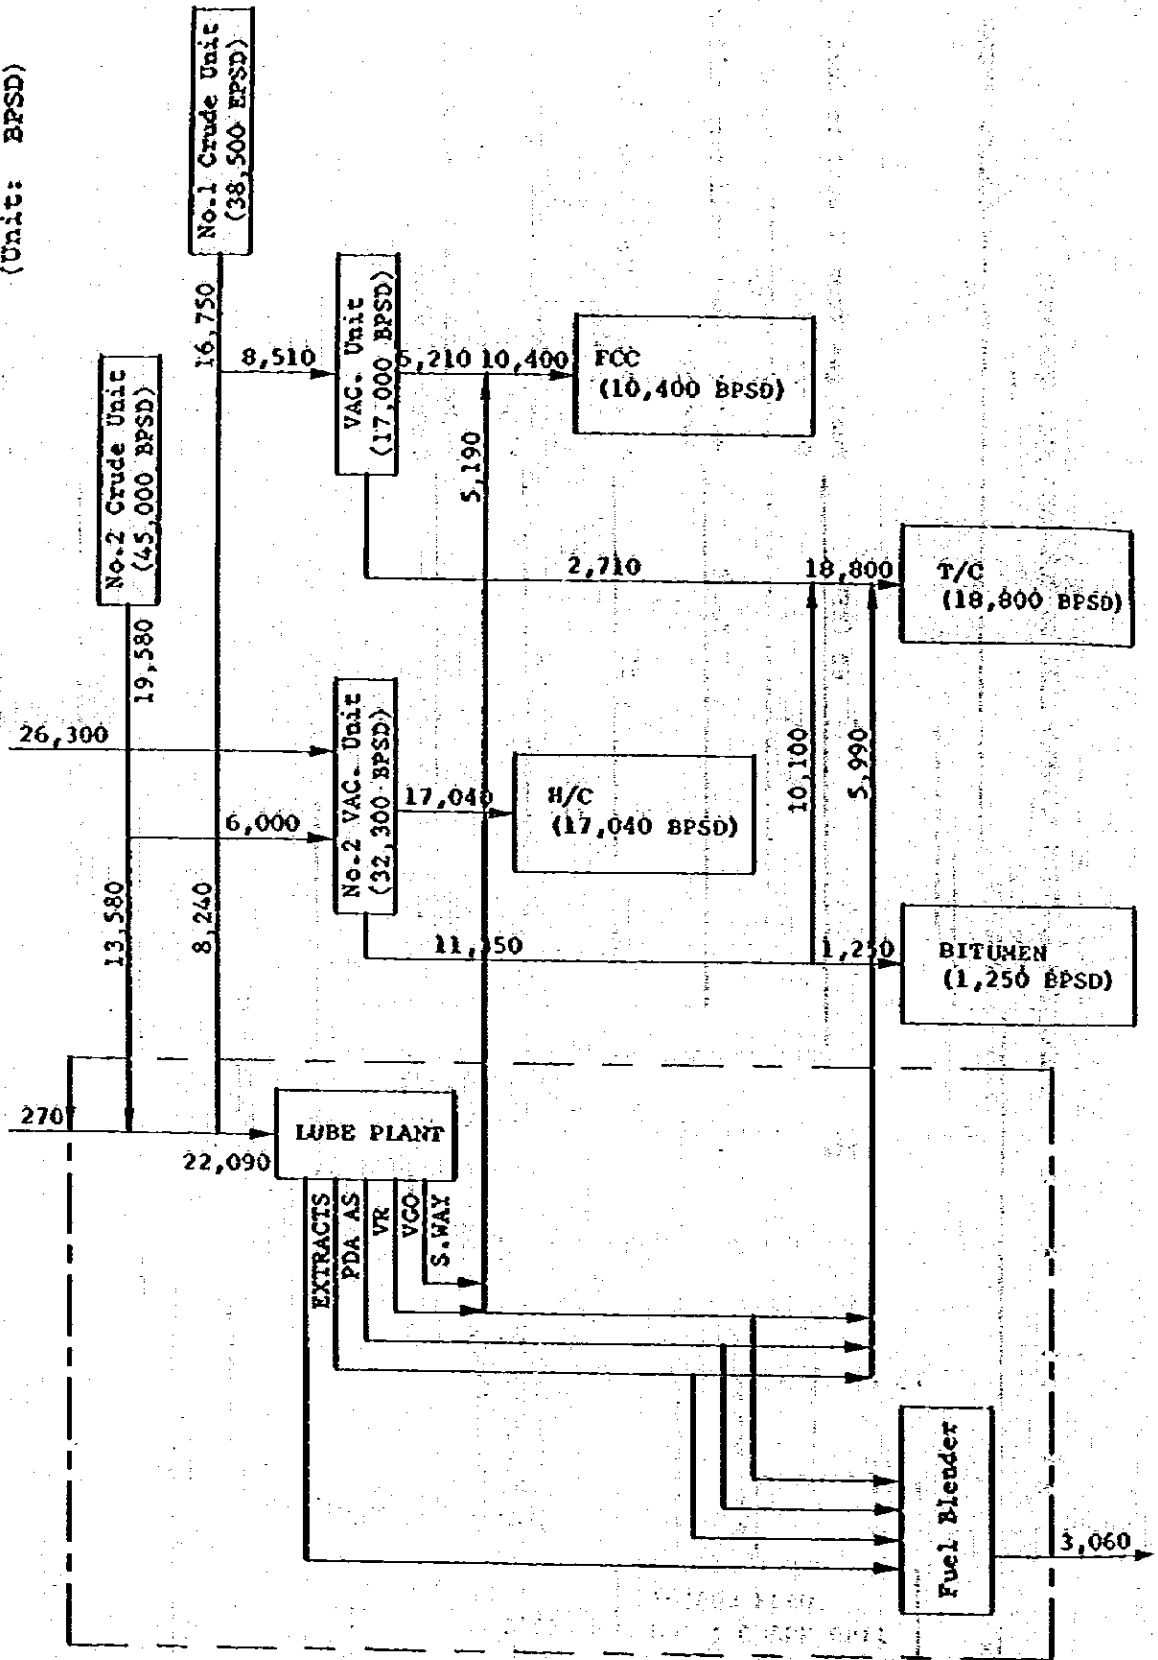 (Unit: BPSD)
No.1 Crude Unit
(38,500 EPSD)
16,750
No.2 Crude Unit
(45,000 BPSD)
19,580
8,510
VAC. Unit
(17,000 BPSD)
5,210
10,400
FCC
(10,400 BPSD)
5,190
2,710
18,800
T/C
(18,800 BPSD)
26,300
6,000
No.2 VAC. Unit
(32,300 BPSD)
17,040
H/C
(17,040 BPSD)
10,100
5,990
13,580
8,240
1,250
BITUMEN
(1,250 BPSD)
270
22,090
LUBE PLANT
EXTRACTS
PDA AS
VR
VGO
S.WAY
Fuel Blender
3,060